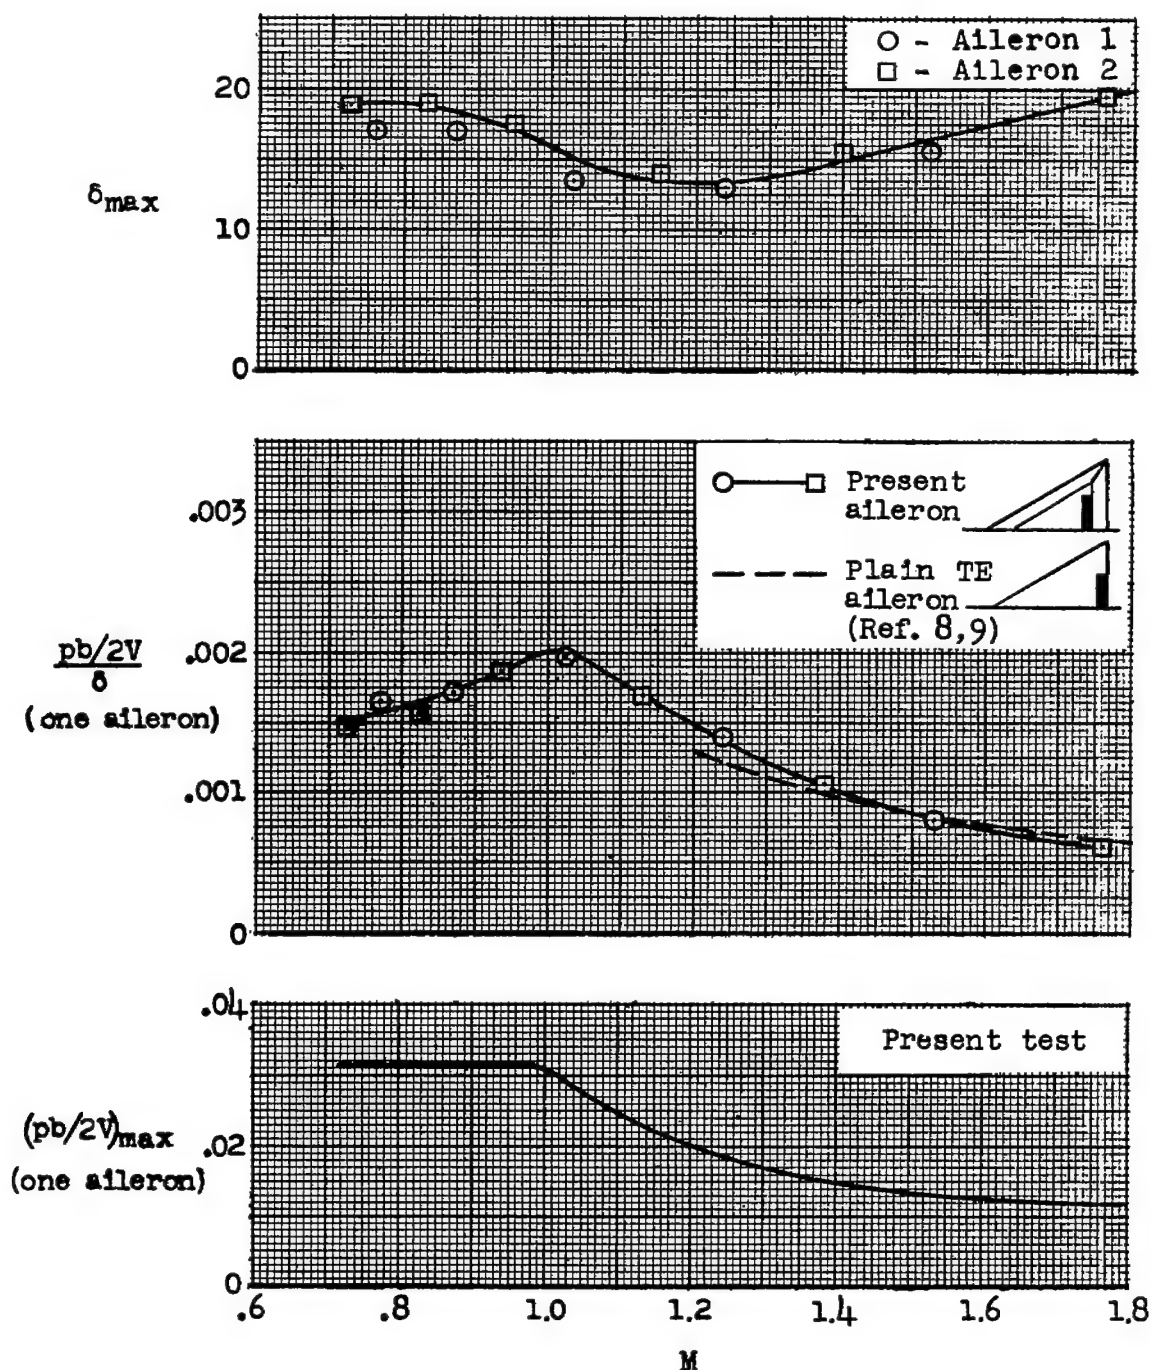 ○ - Aileron 1
□ - Aileron 2
20
δmax
10
0
Present
aileron
Plain TE
aileron
(Ref. 8,9)
.003
pb/2V
δ
(one aileron)
.002
.001
0
.04
Present test
(pb/2V)max
(one aileron)
.02
0
.6 .8 1.0 1.2 1.4 1.6 1.8
M